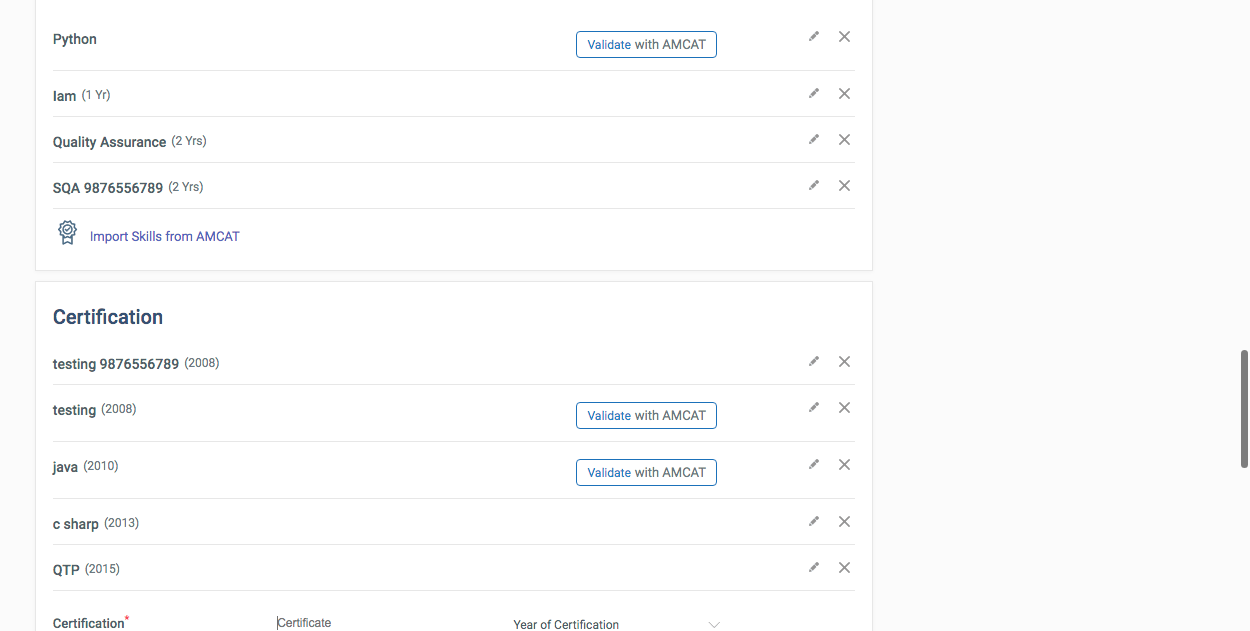 Python
Validate with AMCAT
Iam (1 Yr)
Quality Assurance (2 Yrs)
SQA 9876556789 (2 Yrs)
Import Skills from AMCAT
Certification
testing 9876556789 (2008)
testing (2008)
Validate with AMCAT
java (2010)
Validate with AMCAT
c sharp (2013)
QTP (2015)
Certification* Certificate Year of Certification